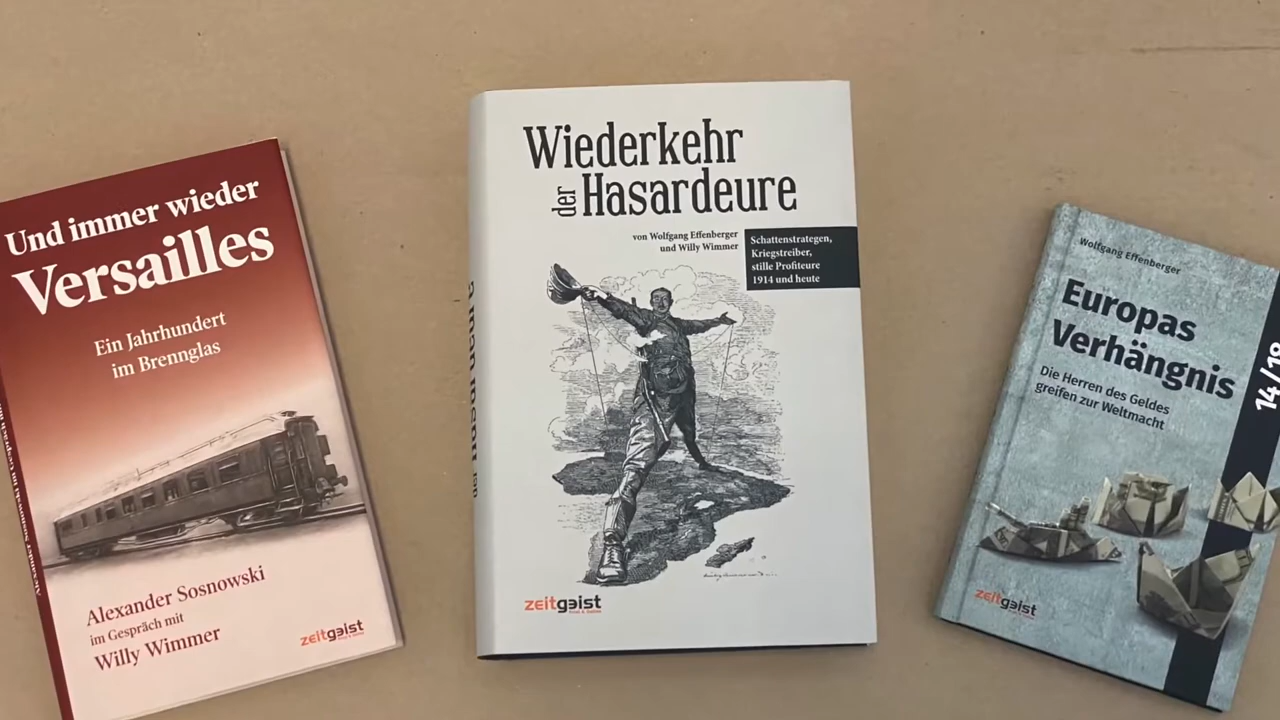 Und immer wieder
Versailles
Ein Jahrhundert
im Brennglas
Alexander Sosnowski
im Gespräch mit
Willy Wimmer
zeitgeist
Wiederkehr
der Hasardeure
von Wolfgang Effenberger
und Willy Wimmer
Schattenstrategen,
Kriegstreiber,
stille Profiteure
1914 und heute
zeitgeist
Wolfgang Effenberger
Europas
Verhängnis
14/18
Die Herren des Geldes
greifen zur Weltmacht
zeitgeist